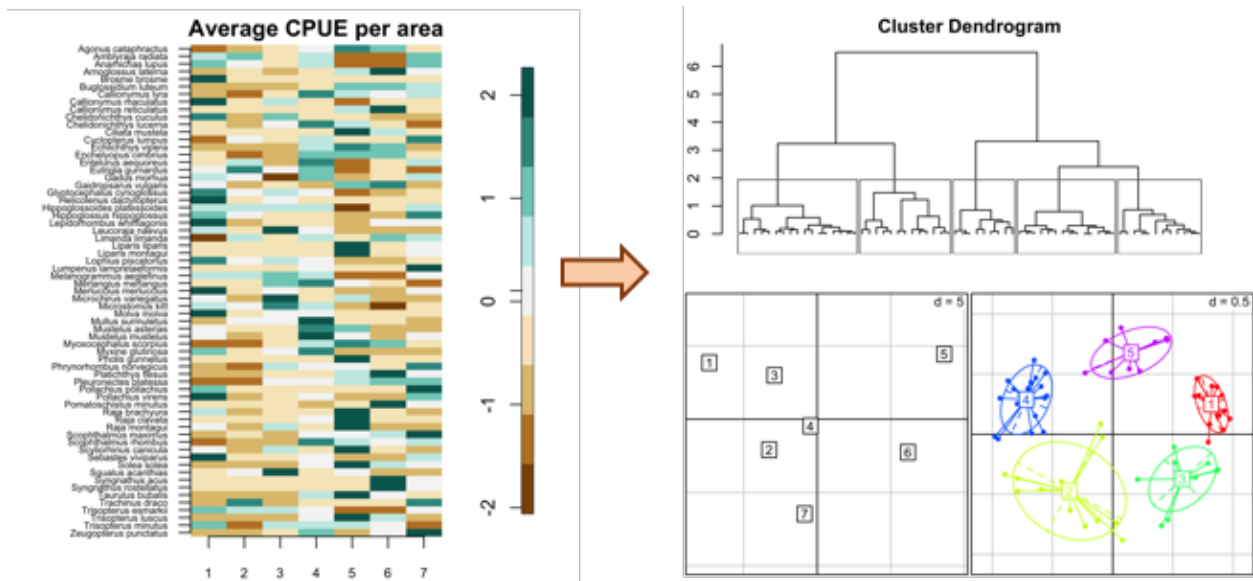 Average CPUE per area
Agonus cataphractus
Amblyraja radiata
Anarhichas lupus
Arnoglossus laterna
Brosme brosme
Buglossidium luteum
Callionymus lyra
Callionymus maculatus
Callionymus reticulatus
Chelidonichthys cuculus
Chelidonichthys lucerna
Ciliata mustela
Cyclopterus lumpus
Echiichthys vipera
Enchelyopus cimbrius
Entelurus aequoreus
Eutrigla gurnardus
Gadus morhua
Gaidropsarus vulgaris
Glyptocephalus cynoglossus
Helicolenus dactylopterus
Hippoglossoides platessoides
Hippoglossus hippoglossus
Lepidorhombus whiffiagonis
Leucoraja naevus
Limanda limanda
Liparis liparis
Liparis montagui
Lophius piscatorius
Lumpenus lampretaeformis
Melanogrammus aeglefinus
Merlangius merlangus
Merluccius merluccius
Microchirus variegatus
Microstomus kitt
Molva molva
Mullus surmuletus
Mustelus asterias
Mustelus mustelus
Myoxocephalus scorpius
Myxine glutinosa
Pholis gunnellus
Phrynorhombus norvegicus
Platichthys flesus
Pleuronectes platessa
Pollachius pollachius
Pollachius virens
Pomatoschistus minutus
Raja brachyura
Raja clavata
Raja montagui
Scophthalmus maximus
Scophthalmus rhombus
Scyliorhinus canicula
Sebastes viviparus
Solea solea
Squalus acanthias
Syngnathus acus
Syngnathus rostellatus
Taurulus bubalis
Trachinus draco
Trisopterus esmarkii
Trisopterus luscus
Trisopterus minutus
Zeugopterus punctatus
1 2 3 4 5 6 7
2
1
0
-1
-2
Cluster Dendrogram
6
5
4
3
2
1
0
d = 5
1
3
5
4
2
6
7
d = 0.5
5
4
1
3
2